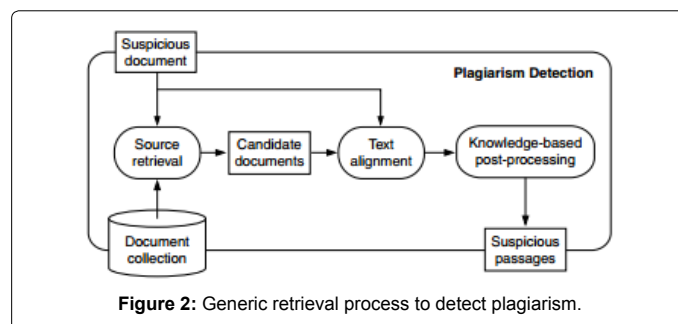 Suspicious
document
Plagiarism Detection
Source
retrieval
Candidate
documents
Text
alignment
Knowledge-based
post-processing
Document
collection
Suspicious
passages
Figure 2: Generic retrieval process to detect plagiarism.